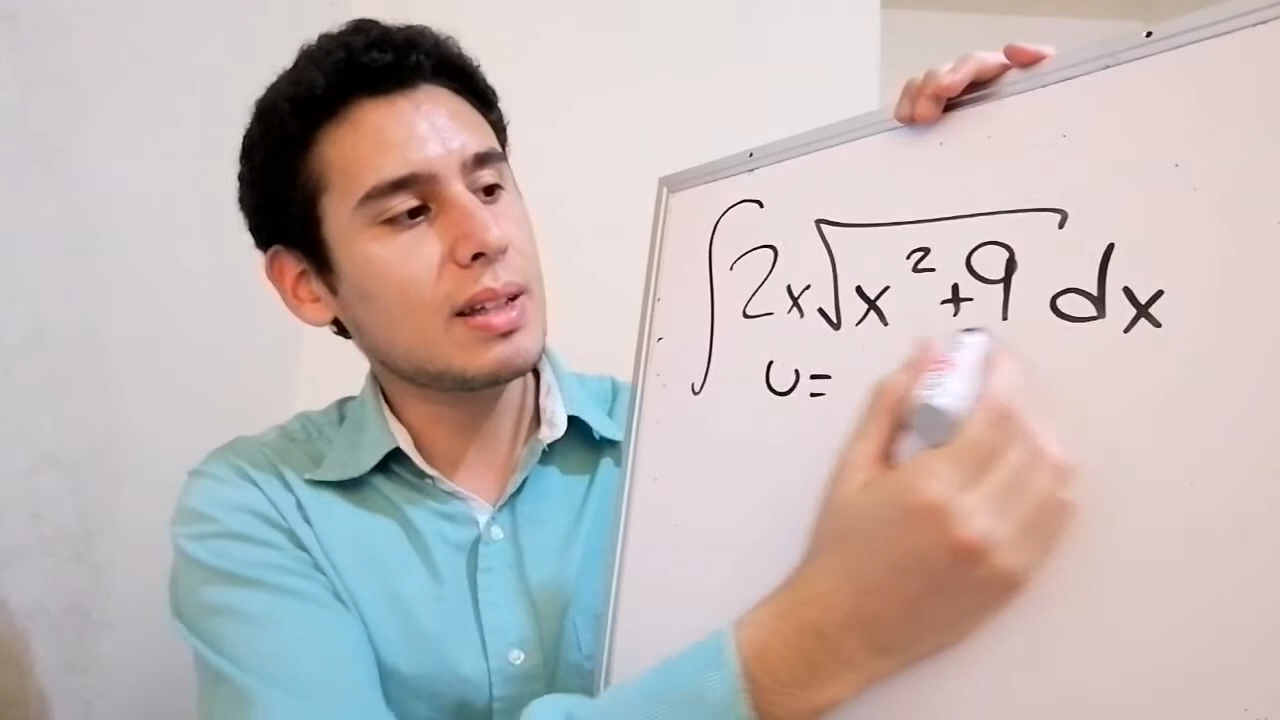 ∫2x√x²+9 dx
U=